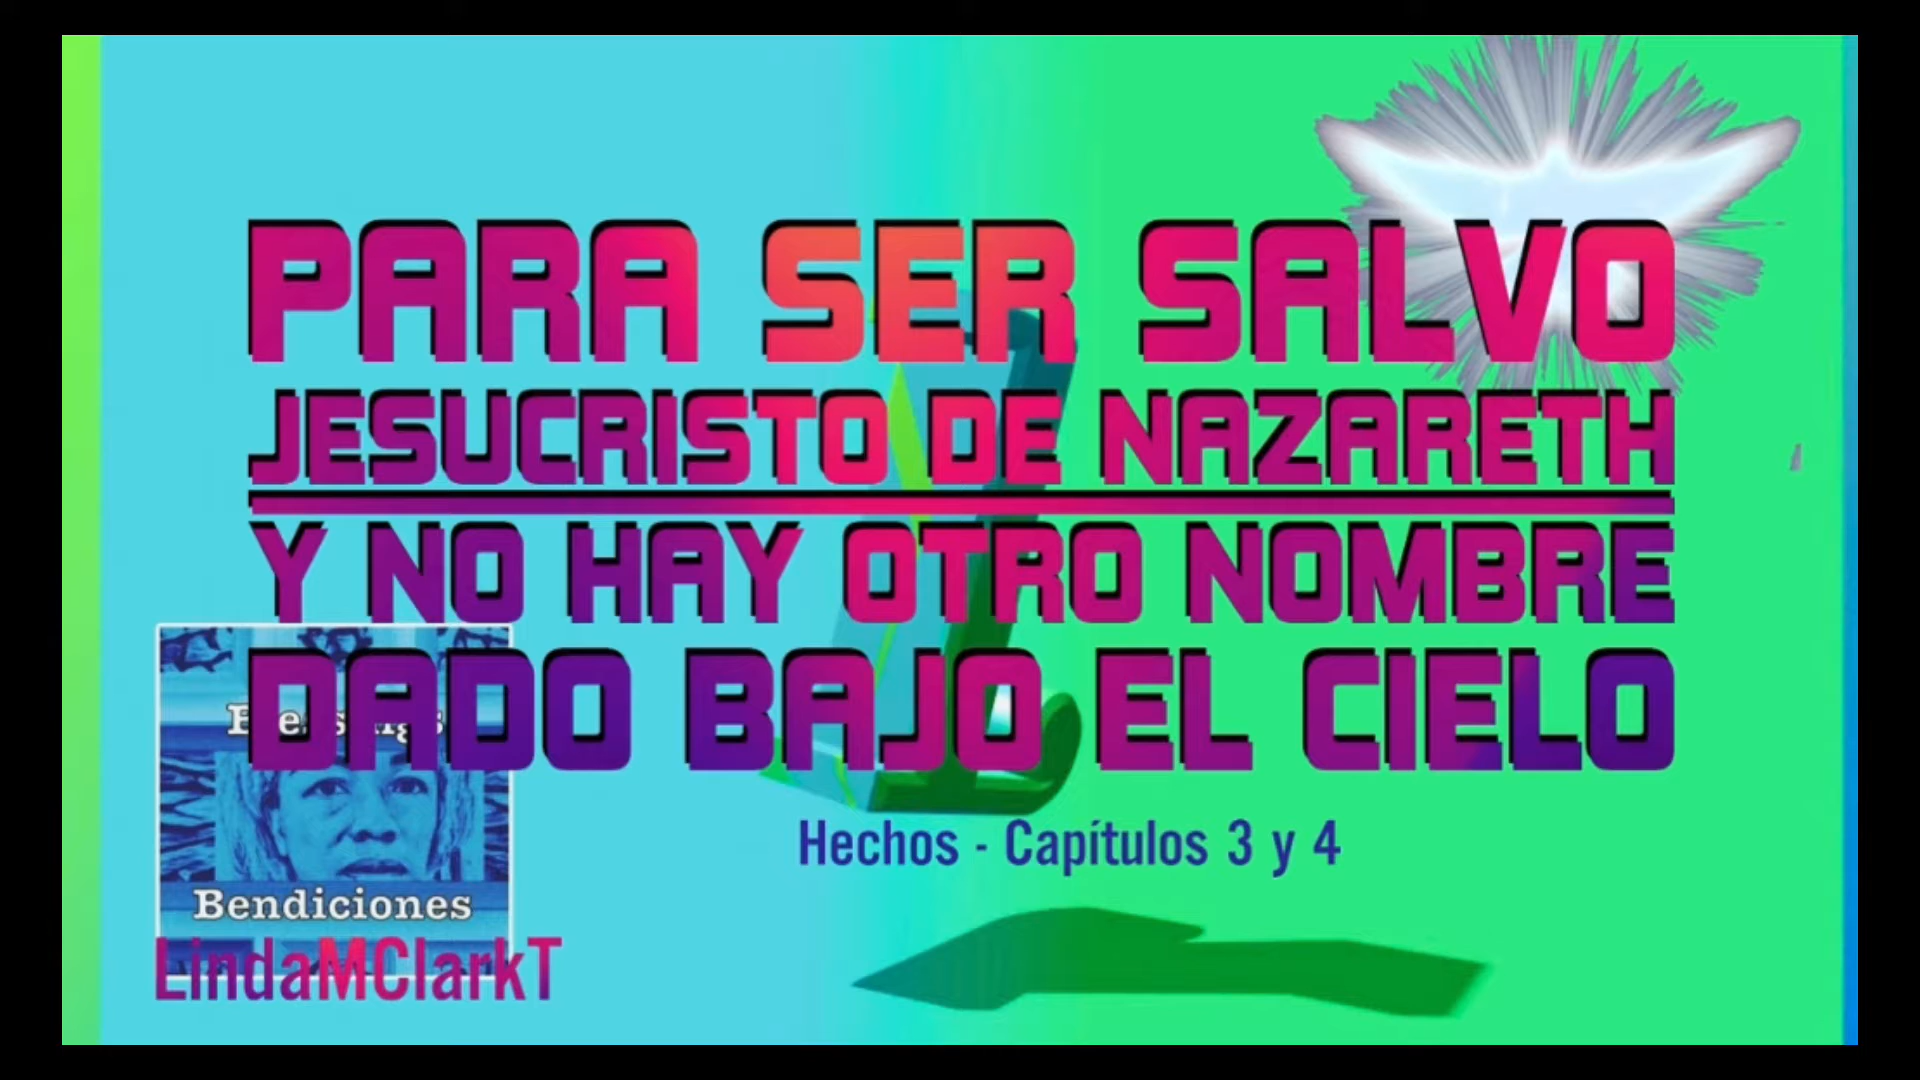 PARA SER SALVO
JESUCRISTO DE NAZARETH
Y NO HAY OTRO NOMBRE
DADO BAJO EL CIELO
Hechos - Capítulos 3 y 4
Blessings
Bendiciones
LindaMClarkT